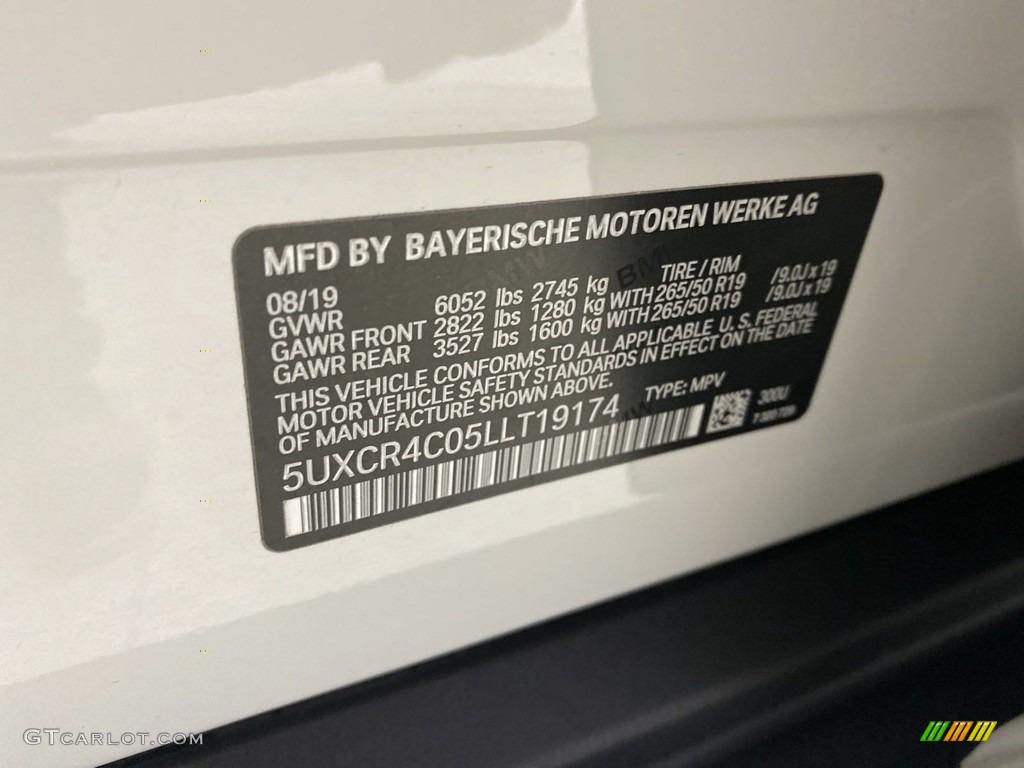 MFD BY BAYERISCHE MOTOREN WERKE AG
08/19 TIRE / RIM
GVWR 6052 lbs 2745 kg
GAWR FRONT 2822 lbs 1280 kg WITH 265/50 R19 /9.0J x 19
GAWR REAR 3527 lbs 1600 kg WITH 265/50 R19 /9.0J x 19
THIS VEHICLE CONFORMS TO ALL APPLICABLE U. S. FEDERAL
MOTOR VEHICLE SAFETY STANDARDS IN EFFECT ON THE DATE
OF MANUFACTURE SHOWN ABOVE.
5UXCR4C05LLT19174 TYPE: MPV
300U
GTCARLOT.COM